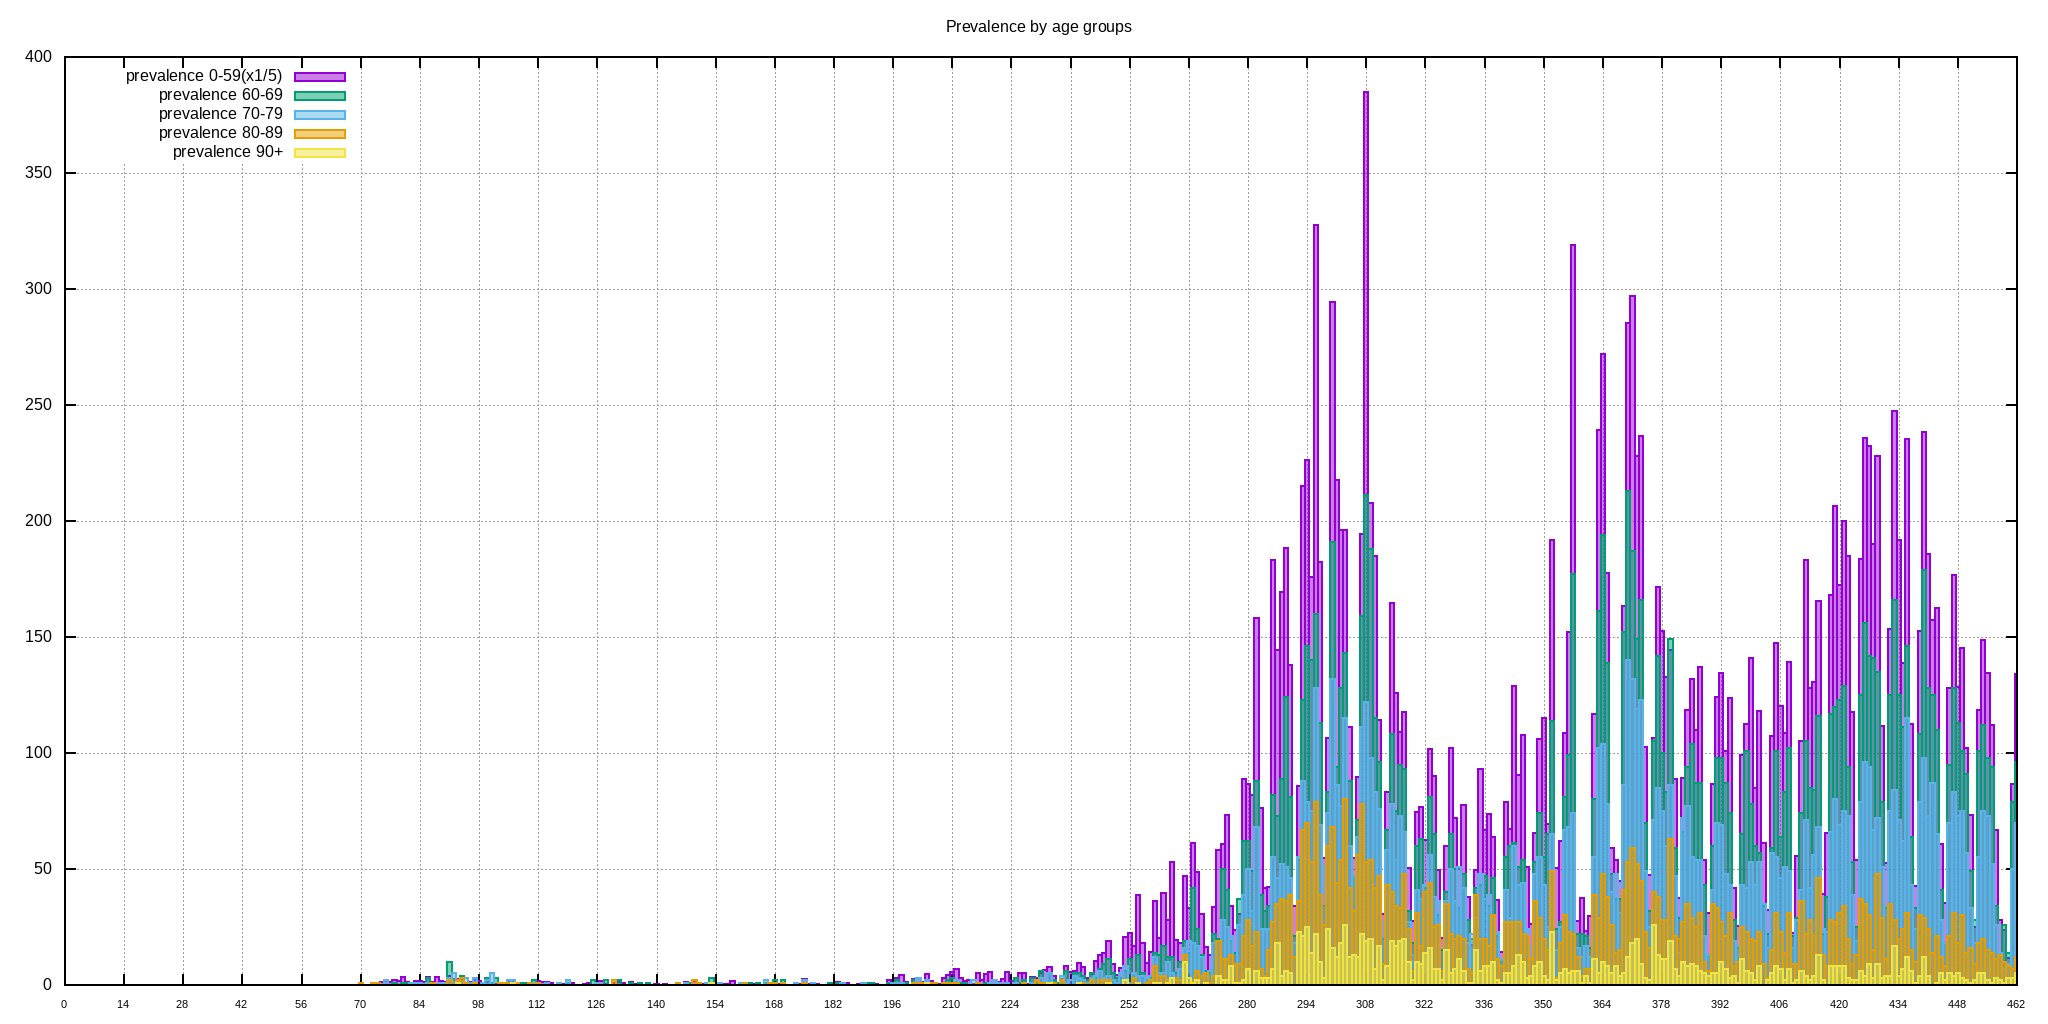 Prevalence by age groups
400
350
300
250
200
150
100
50
0
prevalence 0-59(x1/5)
prevalence 60-69
prevalence 70-79
prevalence 80-89
prevalence 90+
0 14 28 42 56 70 84 98 112 126 140 154 168 182 196 210 224 238 252 266 280 294 308 322 336 350 364 378 392 406 420 434 448 462